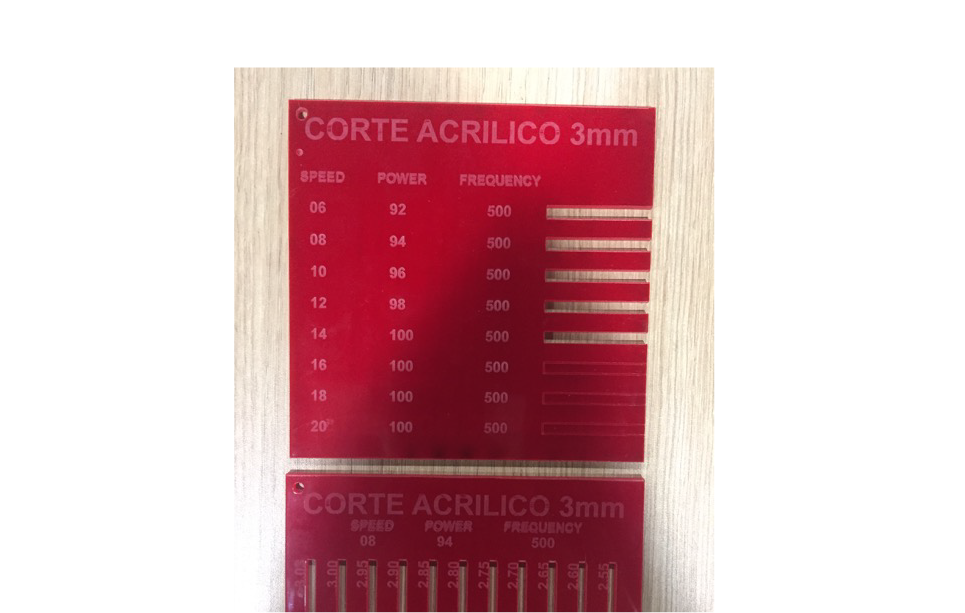 CORTE ACRILICO 3mm
SPEED POWER FREQUENCY
06 92 500
08 94 500
10 96 500
12 98 500
14 100 500
16 100 500
18 100 500
20 100 500
CORTE ACRILICO 3mm
SPEED POWER FREQUENCY
08 94 500
3.05 3.00 2.95 2.90 2.85 2.80 2.75 2.70 2.65 2.60 2.55